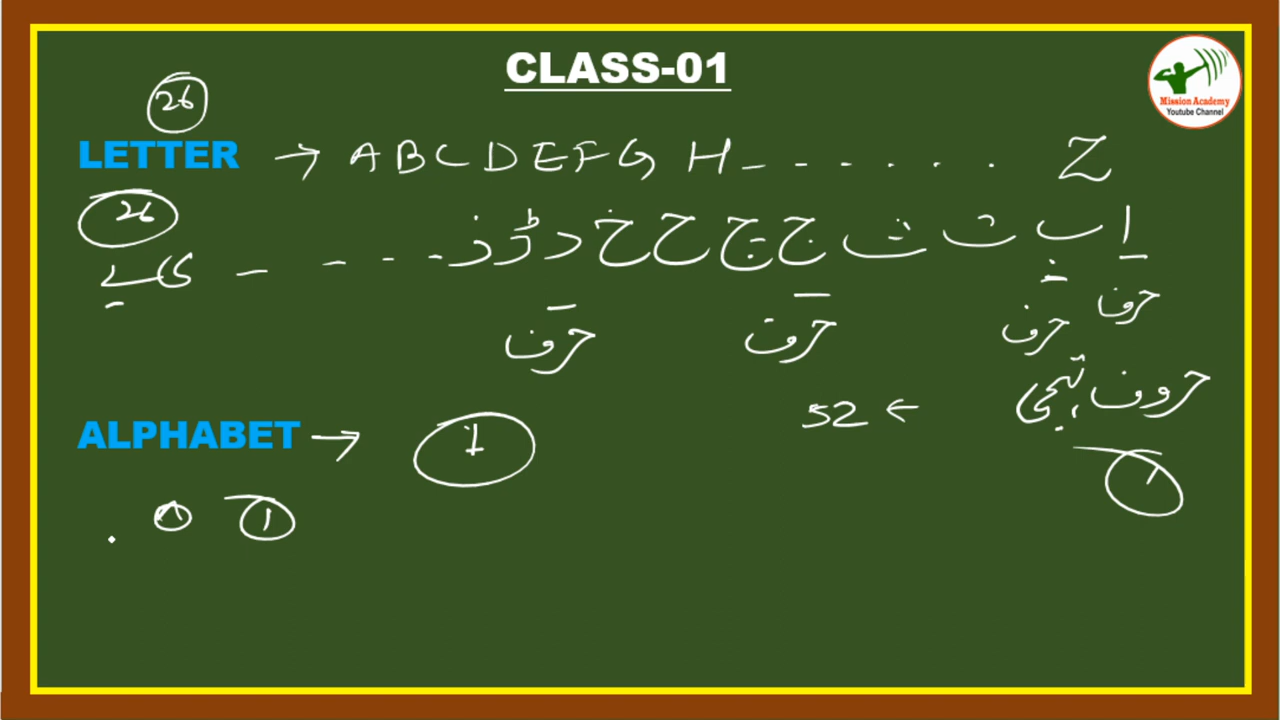 CLASS-01
Mission Academy
Youtube Channel
26
LETTER → A B C D E F G H - - - . . . . Z
26
ا ب ت ث ج چ ح خ د ڑ ذ - - - - ی ے
حرف حرف حرف حرف
حروف تہجی
52 ←
ALPHABET → 1
1
A 1